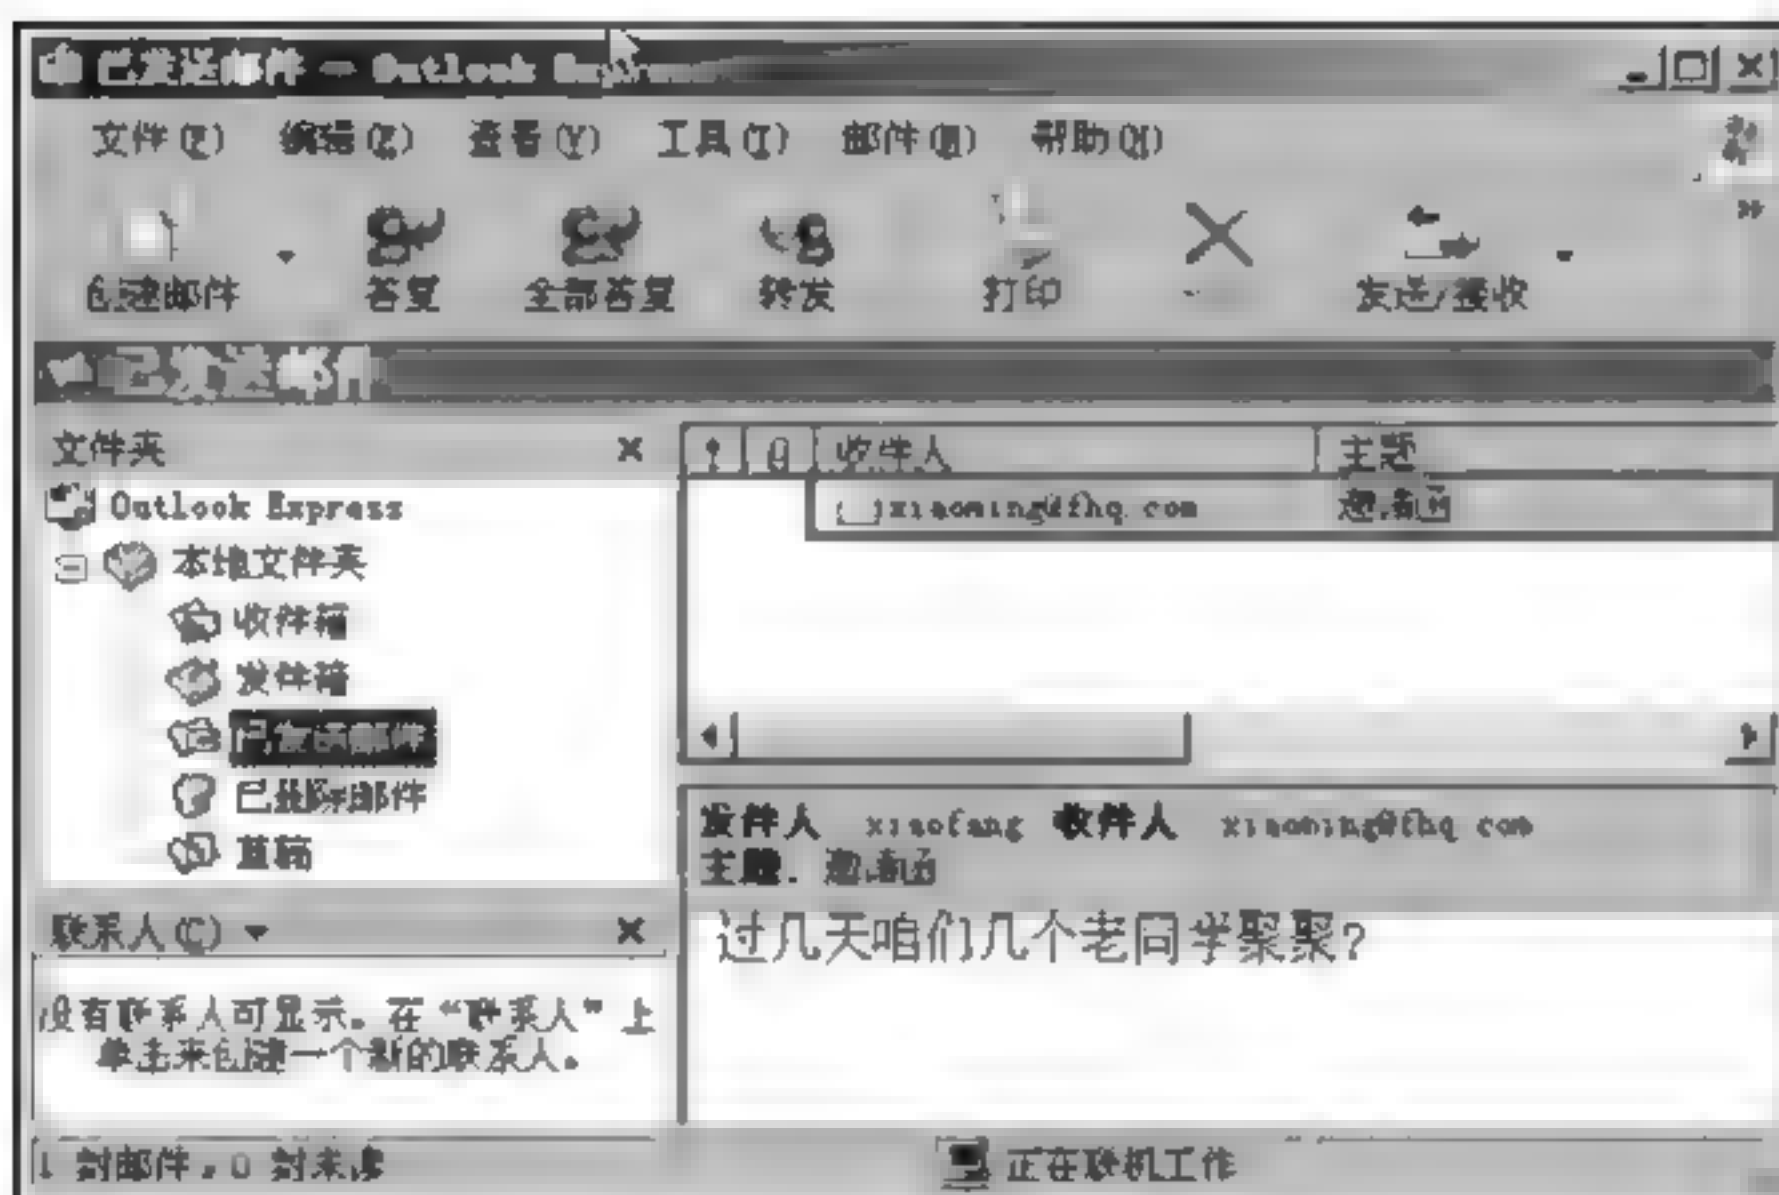 已发送邮件 - Outlook Express
文件(F) 编辑(E) 查看(V) 工具(T) 邮件(M) 帮助(H)
创建邮件 答复 全部答复 转发 打印 发送/接收
已发送邮件
文件夹
收件人 主题
Outlook Express
xiaoming@fhq.com 邀请函
本地文件夹
收件箱
发件箱
已发送邮件
已删除邮件
草稿
发件人 xiaofang 收件人 xiaoming@fhq.com
主题: 邀请函
联系人(C)
过几天咱们几个老同学聚聚?
没有联系人可显示。在“联系人”上
单击来创建一个新的联系人。
1 封邮件,0 封未读 正在联机工作